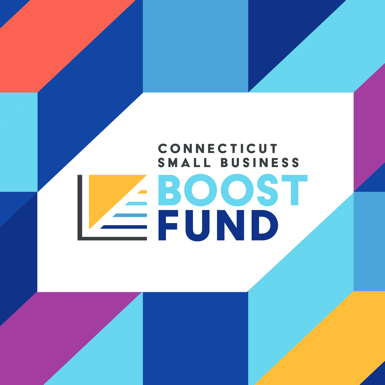 CONNECTICUT
SMALL BUSINESS
BOOST
FUND